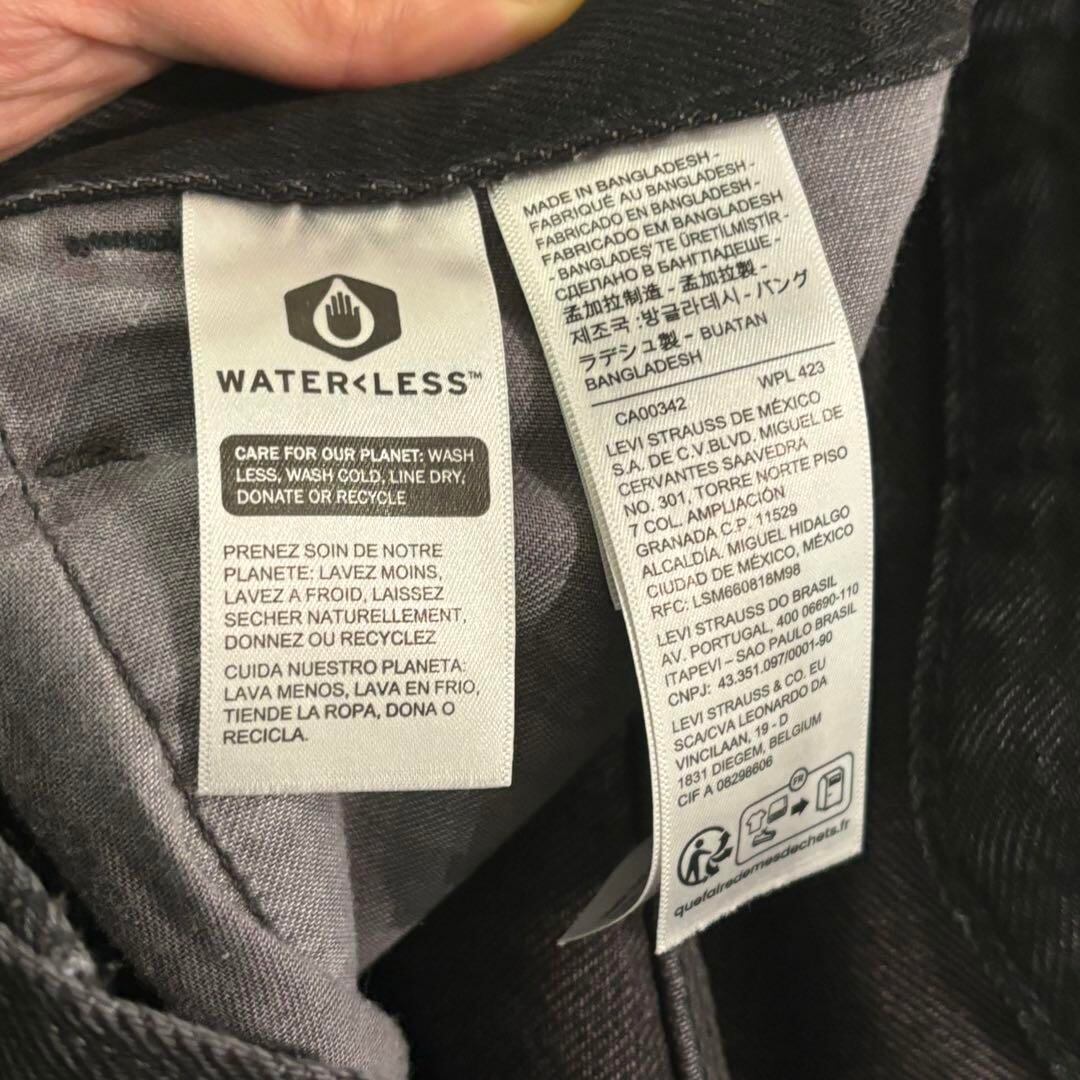 WATER<LESS™
CARE FOR OUR PLANET: WASH
LESS, WASH COLD, LINE DRY,
DONATE OR RECYCLE
PRENEZ SOIN DE NOTRE
PLANETE: LAVEZ MOINS,
LAVEZ A FROID, LAISSEZ
SECHER NATURELLEMENT,
DONNEZ OU RECYCLEZ
CUIDA NUESTRO PLANETA:
LAVA MENOS, LAVA EN FRIO,
TIENDE LA ROPA, DONA O
RECICLA.
MADE IN BANGLADESH -
FABRIQUÉ AU BANGLADESH -
FABRICADO EN BANGLADESH -
FABRICADO EM BANGLADESH
- BANGLADEŞ'TE ÜRETİLMİŞTİR -
СДЕЛАНО В БАНГЛАДЕШЕ -
孟加拉制造 - 孟加拉製 -
제조국 :방글라데시 - バング
ラデシュ製 - BUATAN
BANGLADESH
CA00342 WPL 423
LEVI STRAUSS DE MÉXICO
S.A. DE C.V.BLVD. MIGUEL DE
CERVANTES SAAVEDRA
NO. 301, TORRE NORTE PISO
7 COL. AMPLIACIÓN
GRANADA C.P. 11529
ALCALDÍA. MIGUEL HIDALGO
CIUDAD DE MÉXICO, MÉXICO
RFC: LSM660818M98
LEVI STRAUSS DO BRASIL
AV. PORTUGAL, 400 06690-110
ITAPEVI – SAO PAULO BRASIL
CNPJ: 43.351.097/0001-90
LEVI STRAUSS & CO. EU
SCA/CVA LEONARDO DA
VINCILAAN, 19 - D
1831 DIEGEM, BELGIUM
CIF A 08298606
FR
quefairedemesdechets.fr